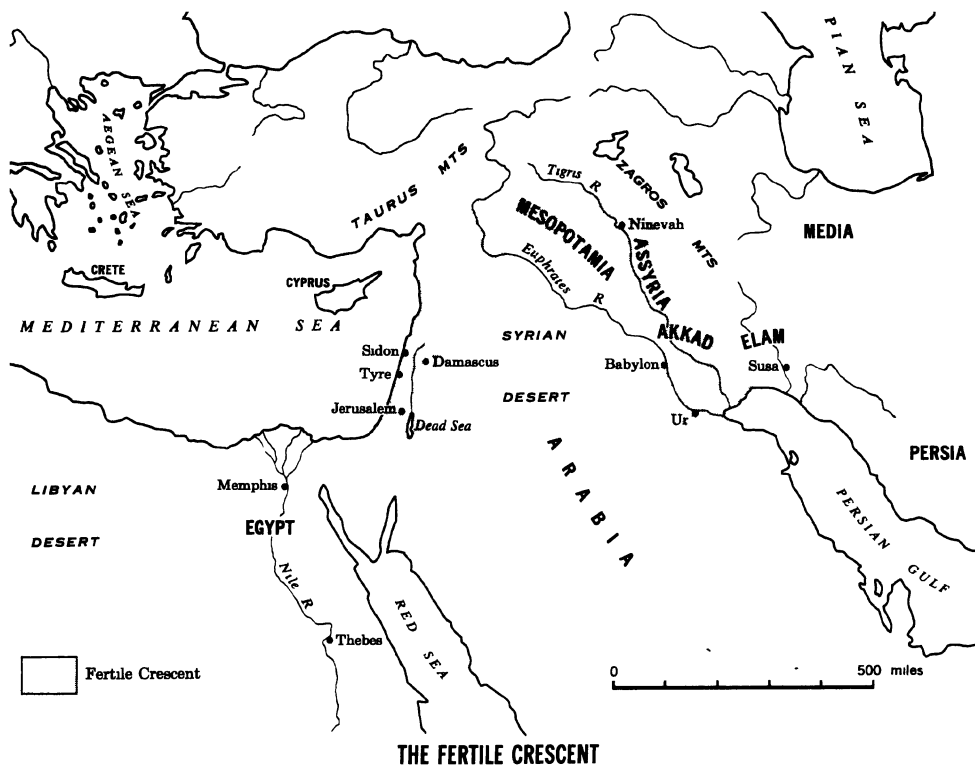 PIAN SEA
AEGEAN SEA
TAURUS MTS
Tigris R
ZAGROS MTS
Ninevah
MEDIA
MESOPOTAMIA
ASSYRIA
Euphrates R
CRETE
CYPRUS
MEDITERRANEAN SEA
SYRIAN
DESERT
AKKAD
ELAM
Sidon
Damascus
Tyre
Babylon
Susa
Jerusalem
Dead Sea
Ur
ARABIA
PERSIA
LIBYAN
DESERT
Memphis
EGYPT
PERSIAN GULF
Nile R
RED SEA
Thebes
Fertile Crescent
0 500 miles
THE FERTILE CRESCENT